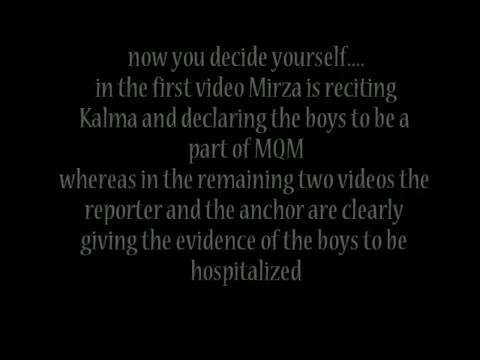 now you decide yourself....
in the first video Mirza is reciting
Kalma and declaring the boys to be a
part of MQM
whereas in the remaining two videos the
reporter and the anchor are clearly
giving the evidence of the boys to be
hospitalized